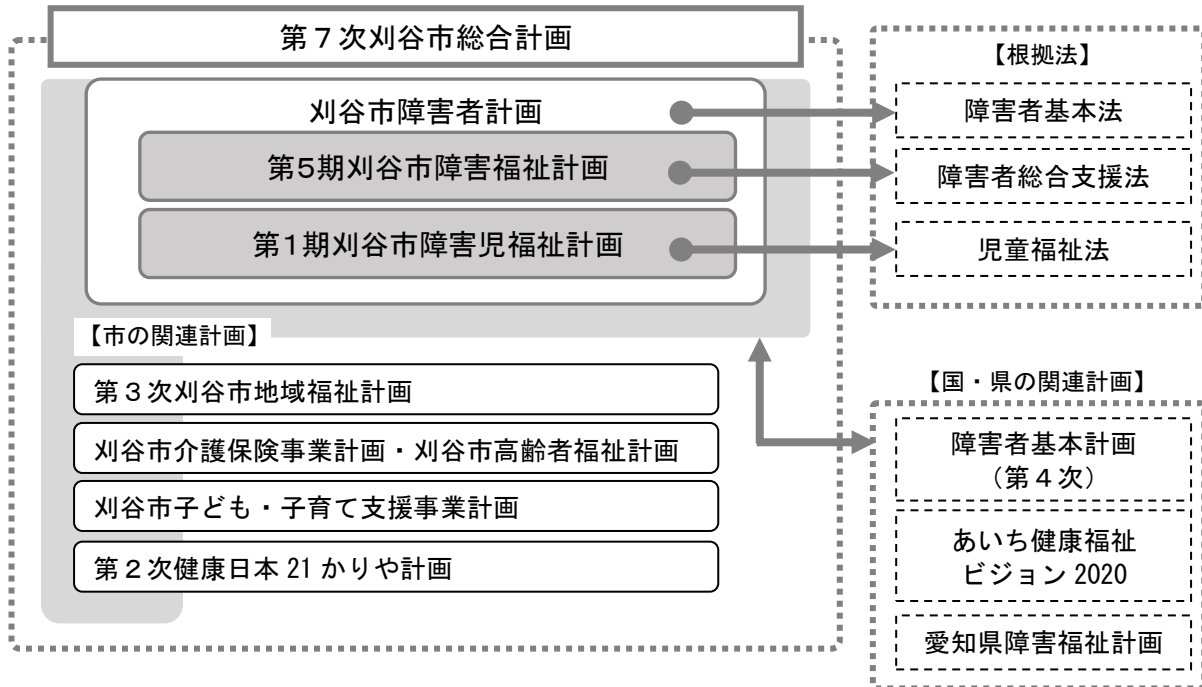 第７次刈谷市総合計画
刈谷市障害者計画
第5期刈谷市障害福祉計画
第1期刈谷市障害児福祉計画
【市の関連計画】
第３次刈谷市地域福祉計画
刈谷市介護保険事業計画・刈谷市高齢者福祉計画
刈谷市子ども・子育て支援事業計画
第２次健康日本 21 かりや計画
【根拠法】
障害者基本法
障害者総合支援法
児童福祉法
【国・県の関連計画】
障害者基本計画
（第４次）
あいち健康福祉
ビジョン 2020
愛知県障害福祉計画